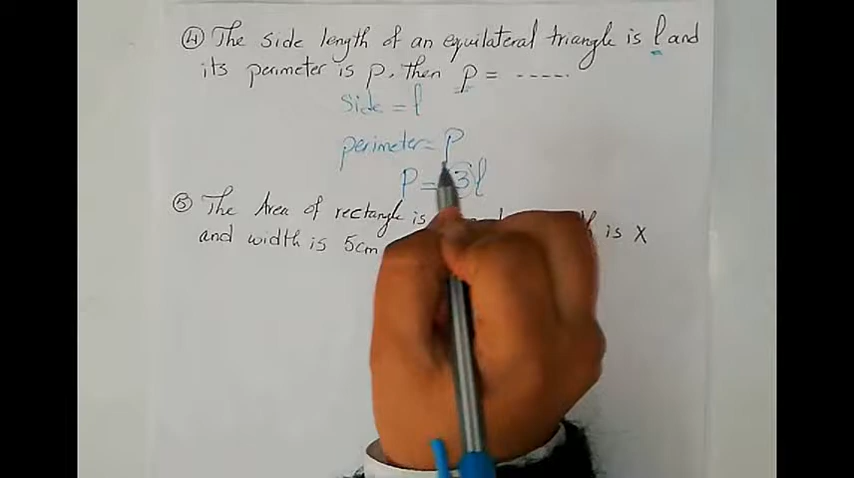 ④ The side length of an equilateral triangle is l and
its perimeter is p. then p = -----.
side = l
perimeter = P
P = 3l
⑤ The Area of rectangle is is x
and width is 5cm